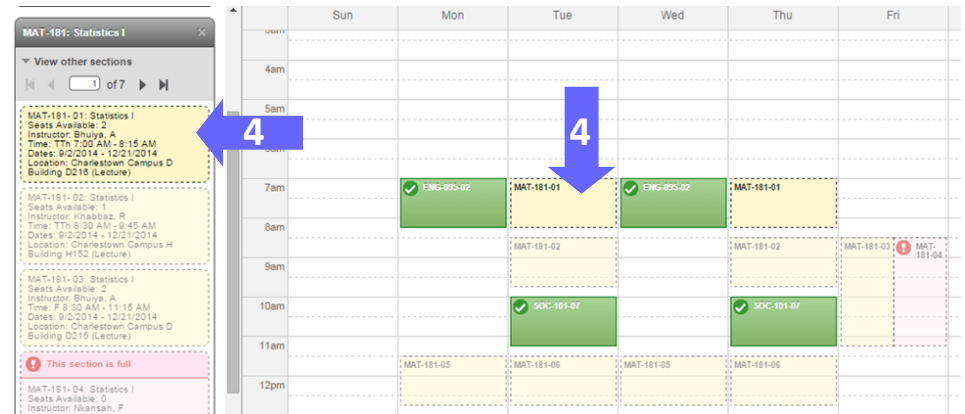 MAT-181: Statistics I
View other sections
1 of 7
MAT-181- 01: Statistics I
Seats Available: 2
Instructor: Bhuiya, A
Time: TTh 7:00 AM - 8:15 AM
Dates: 9/2/2014 - 12/21/2014
Location: Charlestown Campus D
Building D216 (Lecture)
MAT-181- 02: Statistics I
Seats Available: 1
Instructor: Khabbaz, R
Time: TTh 8:30 AM - 9:45 AM
Dates: 9/2/2014 - 12/21/2014
Location: Charlestown Campus H
Building H152 (Lecture)
MAT-181- 03: Statistics I
Seats Available: 2
Instructor: Bhuiya, A
Time: F 8:30 AM - 11:15 AM
Dates: 9/2/2014 - 12/21/2014
Location: Charlestown Campus D
Building D215 (Lecture)
This section is full
MAT-181- 04: Statistics I
Seats Available: 0
Instructor: Nkansah, F
4
Sun Mon Tue Wed Thu Fri
4am
5am
4
7am ENG-095-02 MAT-181-01 ENG-095-02 MAT-181-01
8am
MAT-181-02 MAT-181-02 MAT-181-03 MAT-
181-04
9am
10am SOC-101-07 SOC-101-07
11am
MAT-181-05 MAT-181-06 MAT-181-05 MAT-181-06
12pm